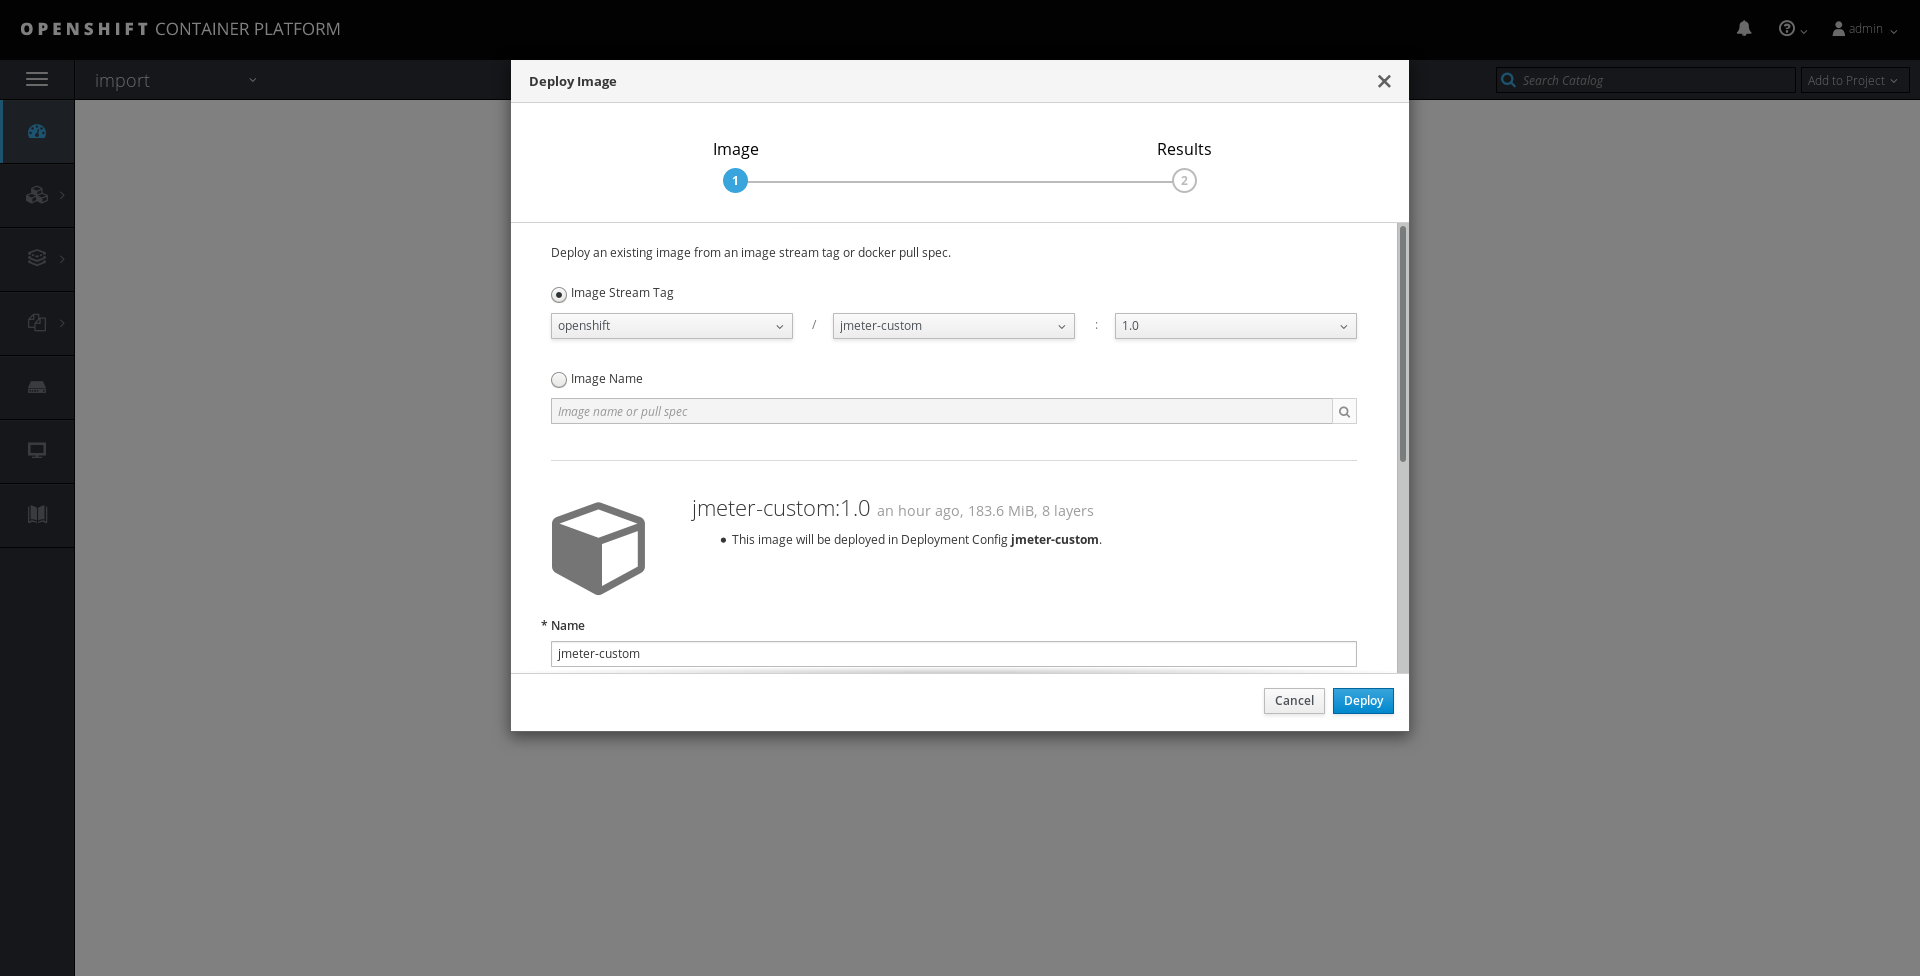 OPENSHIFT CONTAINER PLATFORM
admin
import
Search Catalog
Add to Project
Deploy Image
Image
Results
1
2
Deploy an existing image from an image stream tag or docker pull spec.
Image Stream Tag
openshift / jmeter-custom : 1.0
Image Name
Image name or pull spec
jmeter-custom:1.0 an hour ago, 183.6 MiB, 8 layers
• This image will be deployed in Deployment Config jmeter-custom.
* Name
jmeter-custom
Cancel
Deploy